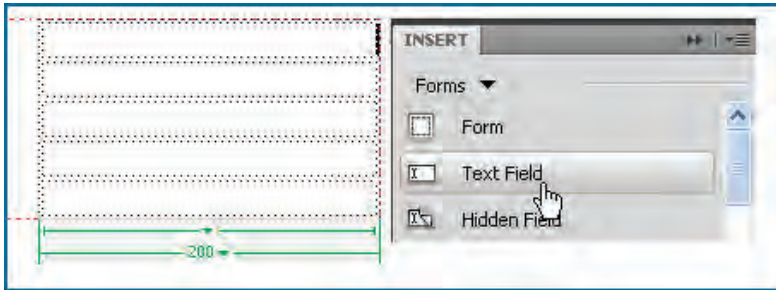 INSERT
Forms
Form
Text Field
Hidden Field
200